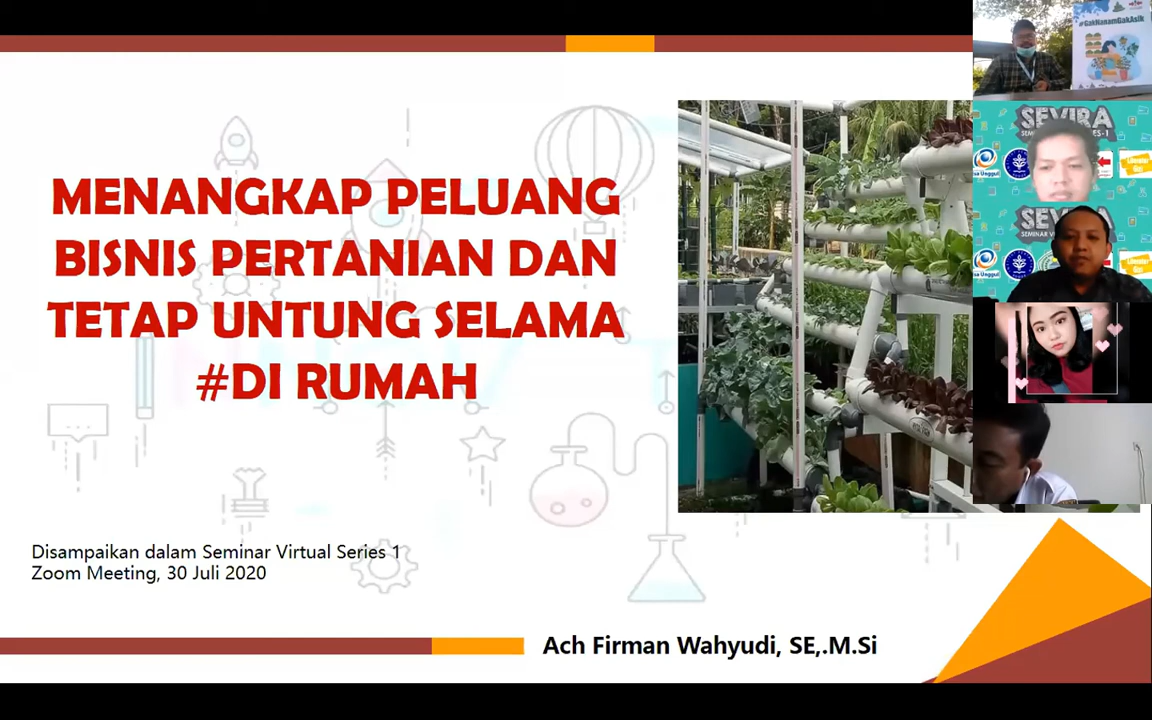 MENANGKAP PELUANG
BISNIS PERTANIAN DAN
TETAP UNTUNG SELAMA
#DI RUMAH
Disampaikan dalam Seminar Virtual Series 1
Zoom Meeting, 30 Juli 2020
Ach Firman Wahyudi, SE,.M.Si
#GakNanamGakAsik
SEVIRA